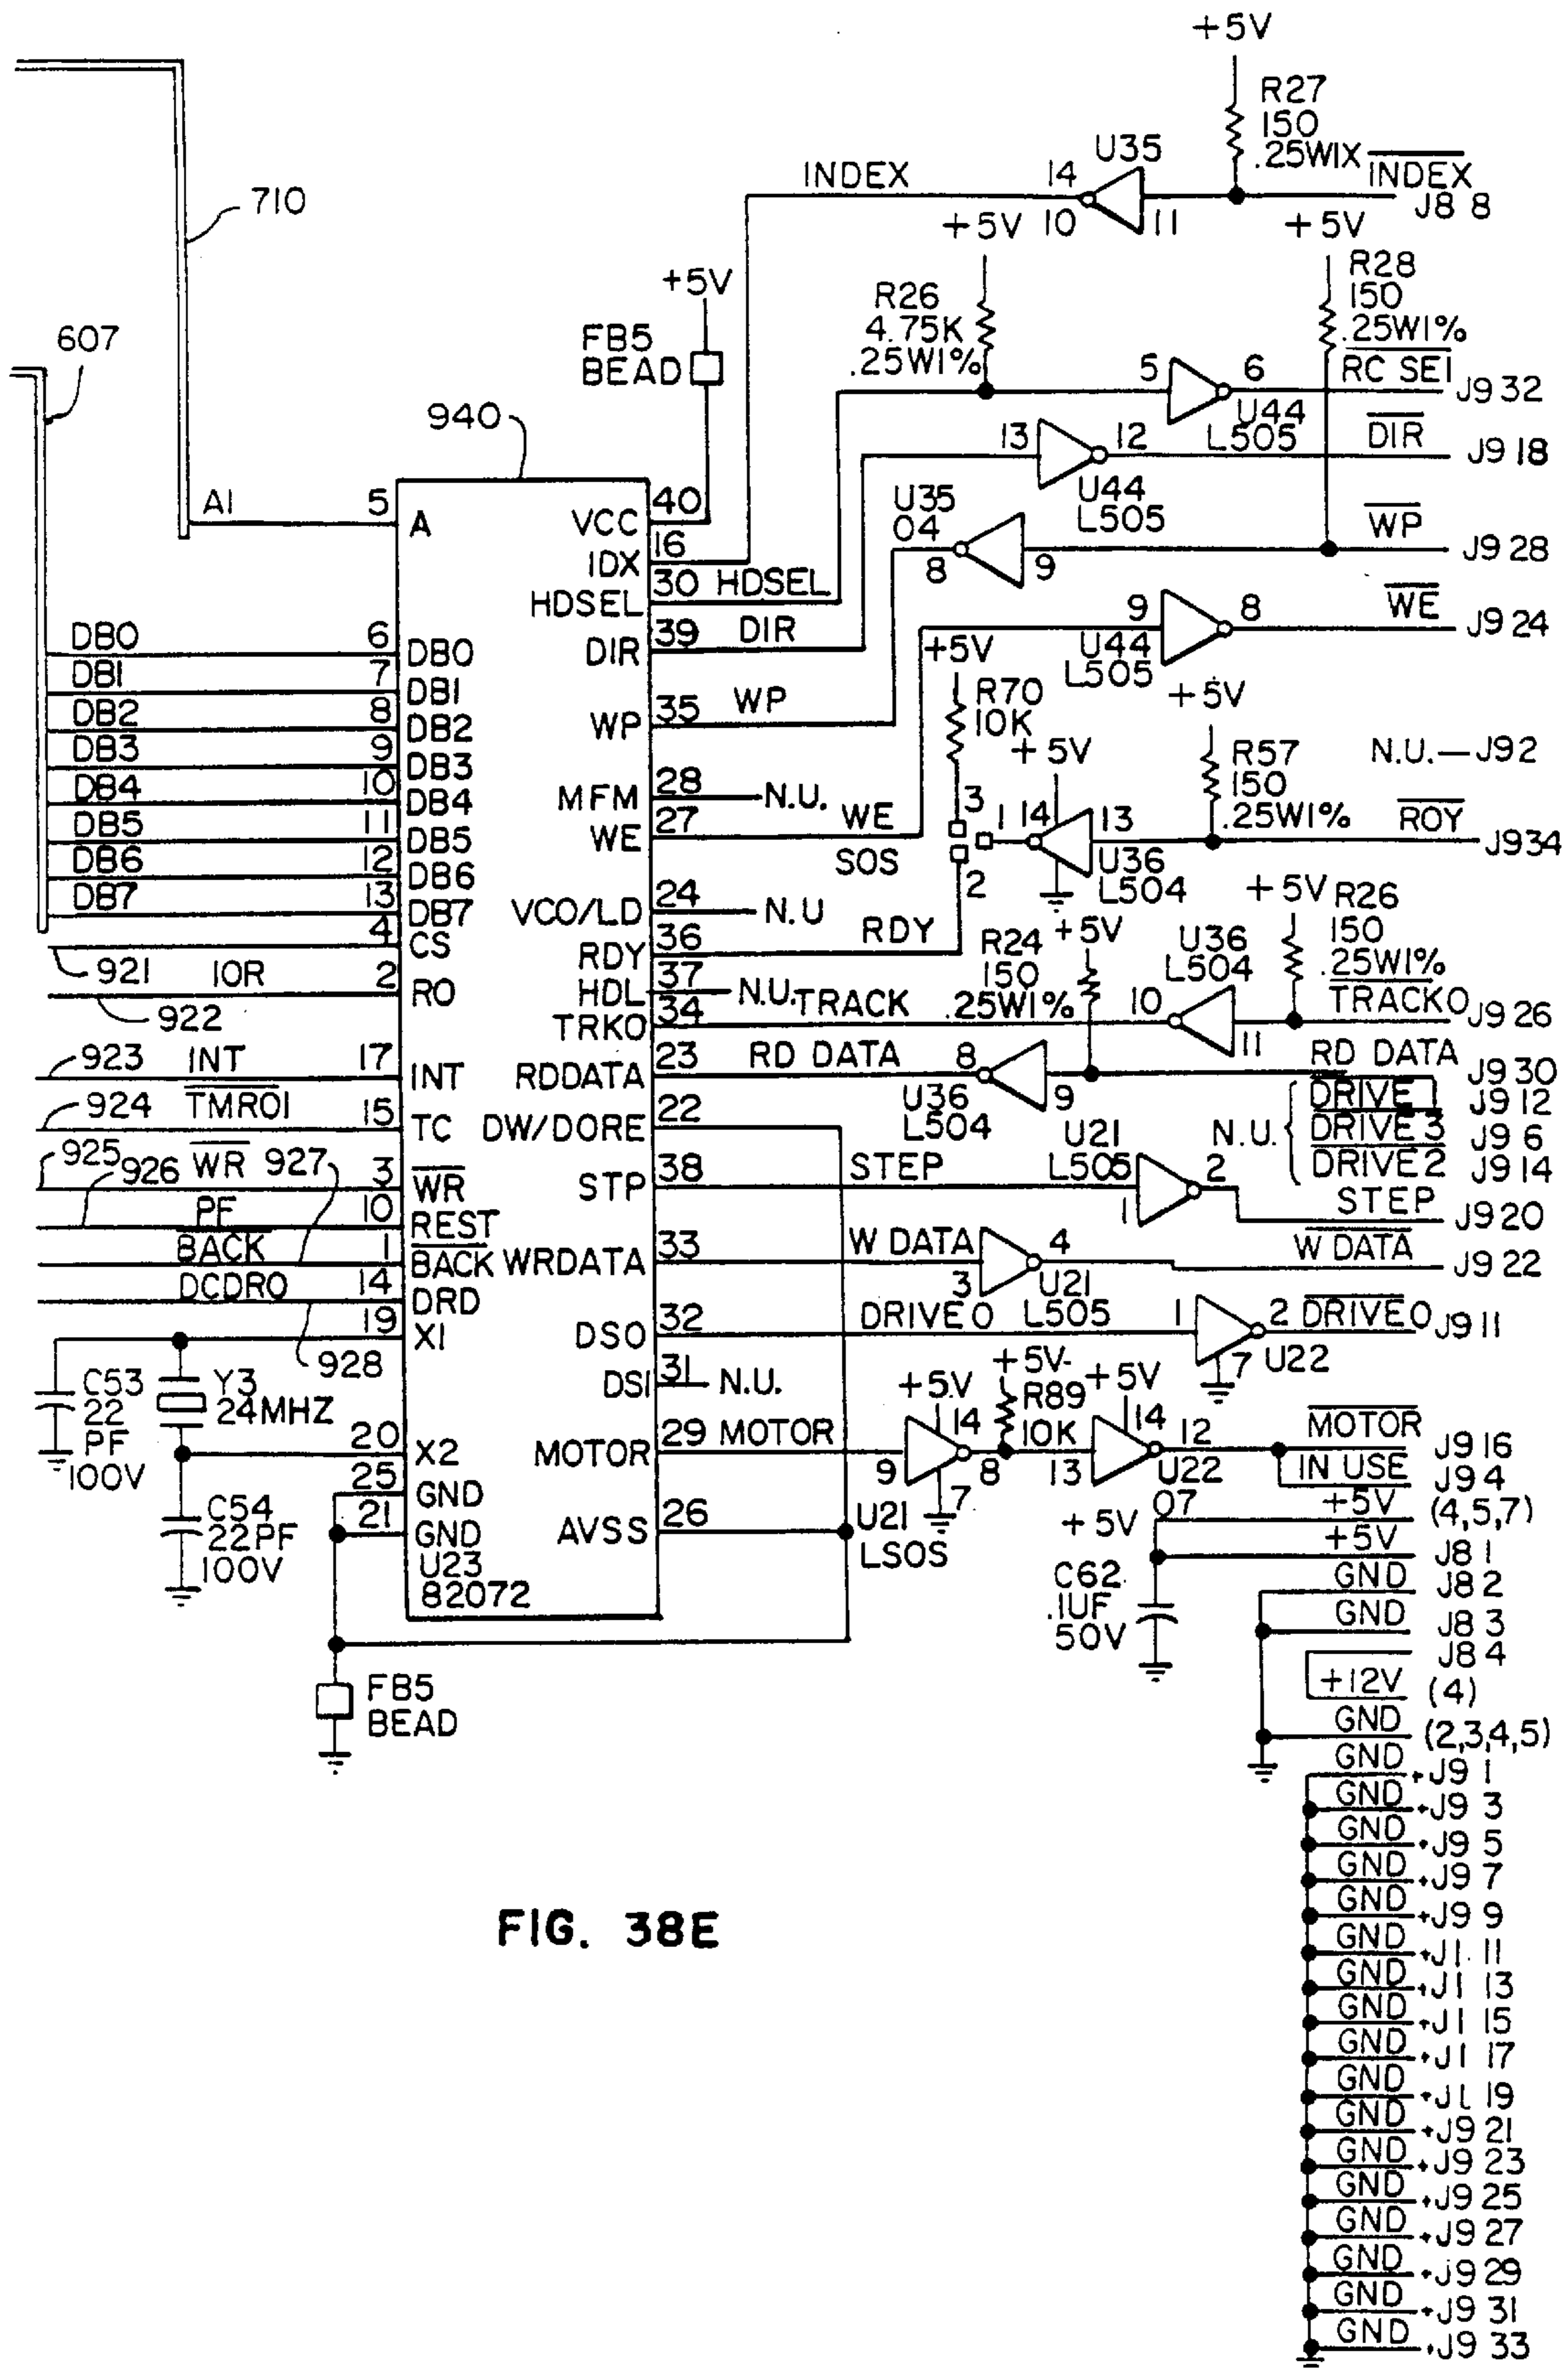 +5V
R27
150
.25W1X
INDEX
J8 8
U35
14
10
11
INDEX
710
+5V
R26
4.75K
.25W1%
+5V
R28
150
.25W1%
+5V
FB5
BEAD
607
5
6
RC SEI
J9 32
U44
L505
940
13
12
DIR
J9 18
U44
L505
A1
5
A
VCC
40
IDX
16
HDSEL
30
HDSEL
DIR
39
DIR
U35
04
8
9
WP
J9 28
9
8
WE
J9 24
U44
L505
DB0
6
DB0
DB1
7
DB1
DB2
8
DB2
DB3
9
DB3
DB4
10
DB4
DB5
11
DB5
DB6
12
DB6
DB7
13
DB7
WP
35
WP
+5V
R70
10K
+5V
+5V
R57
150
.25W1%
N.U.—J92
MFM
28
N.U.
WE
27
WE
SOS
3
1
2
14
13
U36
L504
ROY
J934
VCO/LD
24
N.U
RDY
36
RDY
4
CS
921
IOR
2
RO
922
HDL
37
N.U.
TRKO
34
TRACK
R24
150
.25W1%
+5V
U36
L504
10
11
+5V
R26
150
.25W1%
TRACKO
J9 26
923
INT
17
INT
RDDATA
23
RD DATA
8
9
U36
L504
RD DATA
J9 30
924
TMRO1
15
TC
DW/DORE
22
N.U.
DRIVE 1
J9 12
DRIVE 3
J9 6
DRIVE 2
J9 14
925
926
WR
927
3
WR
STP
38
STEP
U21
L505
1
2
STEP
J9 20
PF
10
REST
BACK
1
BACK
WRDATA
33
W DATA
3
4
U21
L505
W DATA
J9 22
DCDRO
14
DRD
928
19
X1
DSO
32
DRIVE 0
1
2
7
U22
DRIVE 0
J9 11
C53
22
PF
100V
Y3
24MHZ
DSI
31
N.U.
20
X2
MOTOR
29
MOTOR
+5V
9
14
8
7
+5V
R89
10K
+5V
13
14
12
U22
07
MOTOR
J9 16
IN USE
J9 4
25
GND
21
GND
C54
22PF
100V
U23
82072
AVSS
26
U21
LSOS
+5V
C62
.1UF
50V
+5V
(4,5,7)
+5V
J8 1
GND
J8 2
GND
J8 3
J8 4
+12V
(4)
GND
(2,3,4,5)
FB5
BEAD
GND
J9 1
GND
J9 3
GND
J9 5
GND
J9 7
GND
J9 9
GND
J1 11
GND
J1 13
GND
J1 15
GND
J1 17
GND
J1 19
GND
J9 21
GND
J9 23
GND
J9 25
GND
J9 27
GND
J9 29
GND
J9 31
GND
J9 33
FIG. 38E